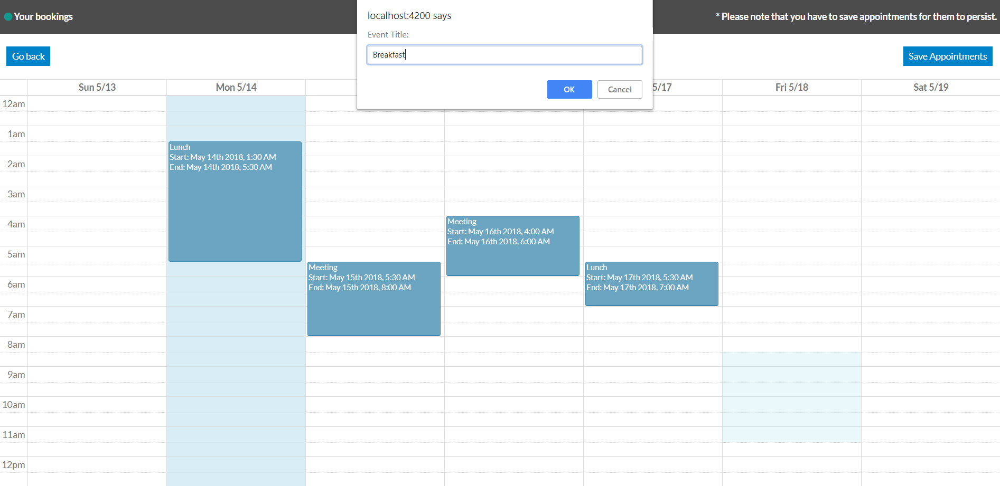 Your bookings
* Please note that you have to save appointments for them to persist.
localhost:4200 says
Event Title:
Breakfast
OK
Cancel
Go back
Save Appointments
Sun 5/13
Mon 5/14
5/17
Fri 5/18
Sat 5/19
12am
1am
2am
3am
4am
5am
6am
7am
8am
9am
10am
11am
12pm
Lunch
Start: May 14th 2018, 1:30 AM
End: May 14th 2018, 5:30 AM
Meeting
Start: May 15th 2018, 5:30 AM
End: May 15th 2018, 8:00 AM
Meeting
Start: May 16th 2018, 4:00 AM
End: May 16th 2018, 6:00 AM
Lunch
Start: May 17th 2018, 5:30 AM
End: May 17th 2018, 7:00 AM